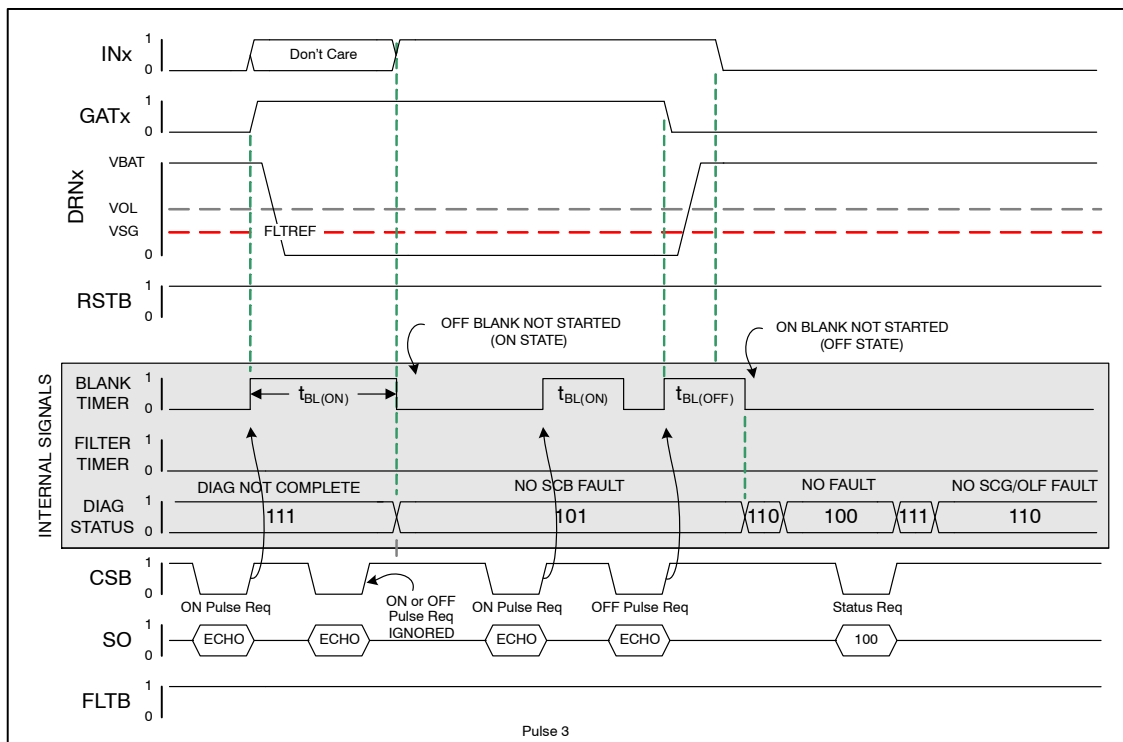 INx
1
0
Don't Care
GATx
1
0
DRNx
VBAT
VOL
VSG
FLTREF
0
RSTB
1
0
OFF BLANK NOT STARTED
(ON STATE)
ON BLANK NOT STARTED
(OFF STATE)
INTERNAL SIGNALS
BLANK
TIMER
1
0
tBL(ON)
tBL(ON)
tBL(OFF)
FILTER
TIMER
1
0
DIAG NOT COMPLETE
NO SCB FAULT
NO FAULT
NO SCG/OLF FAULT
DIAG
STATUS
1
0
111
101
110
100
111
110
CSB
1
0
ON Pulse Req
ON or OFF
Pulse Req
IGNORED
ON Pulse Req
OFF Pulse Req
Status Req
SO
1
0
ECHO
ECHO
ECHO
ECHO
100
FLTB
1
0
Pulse 3